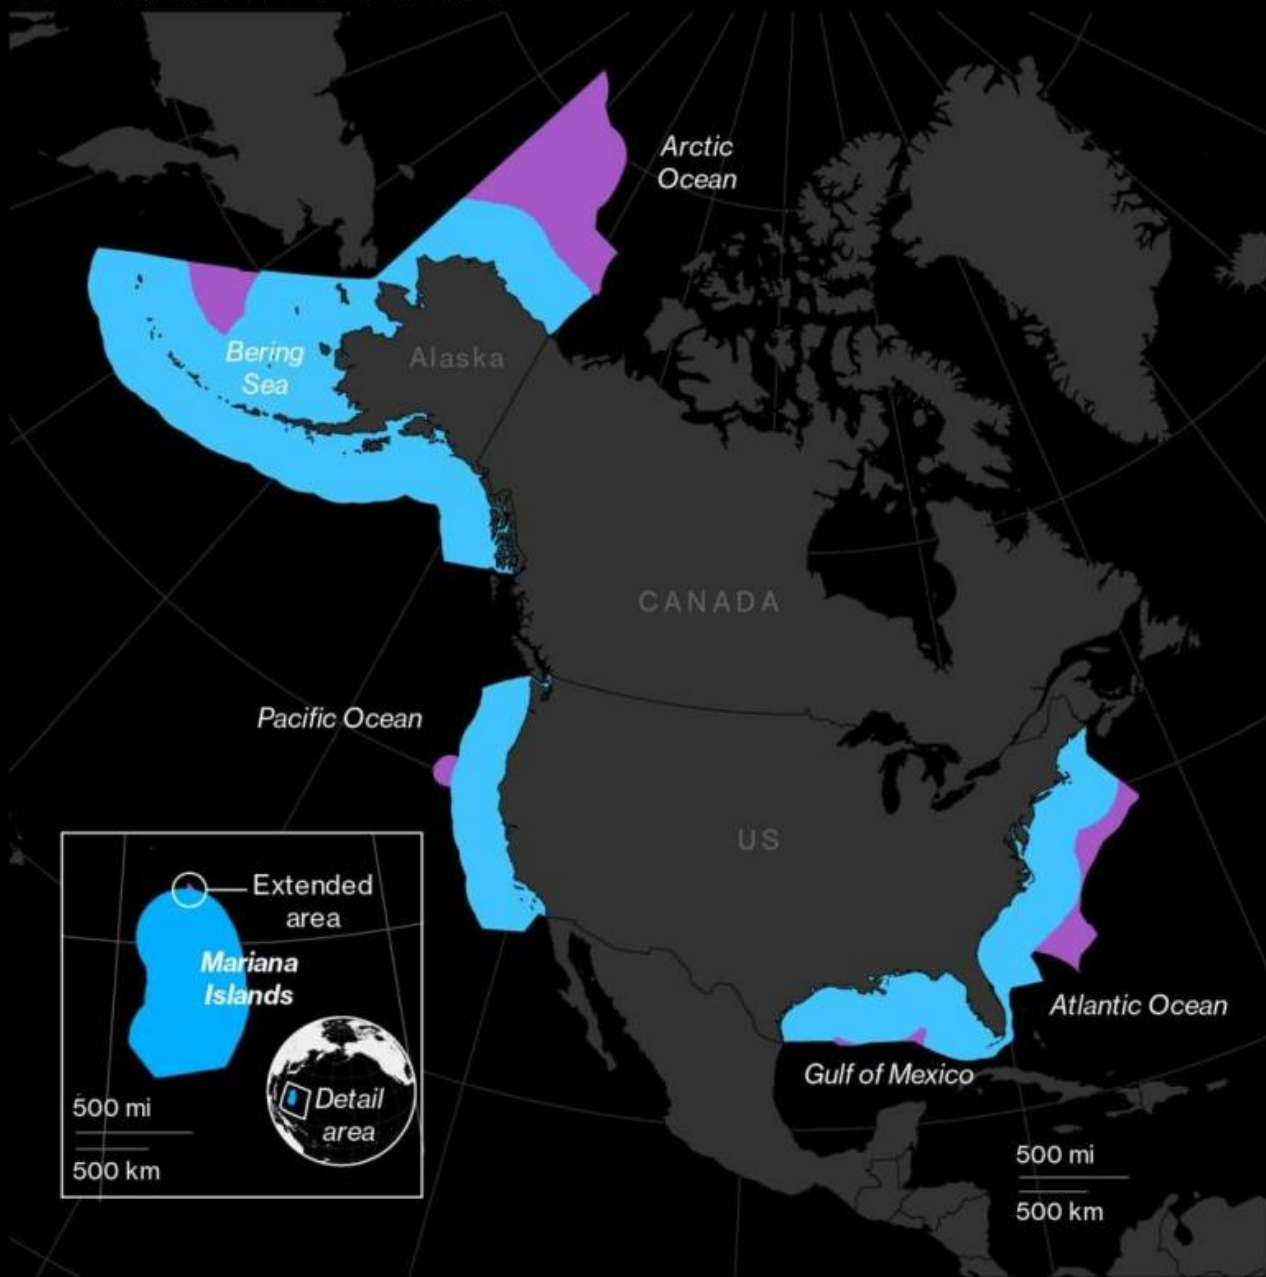 Arctic
Ocean
Bering
Sea
Alaska
CANADA
Pacific Ocean
US
Extended
area
Mariana
Islands
Atlantic Ocean
Gulf of Mexico
Detail
area
500 mi
500 km
500 mi
500 km